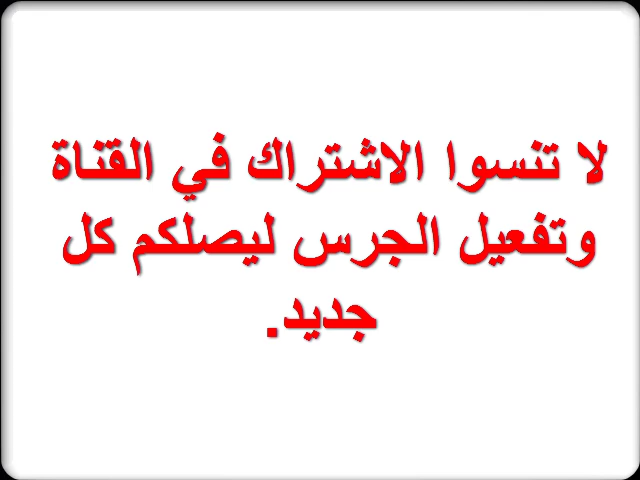 لا تنسوا الاشتراك في القناة
وتفعيل الجرس ليصلكم كل
جديد.